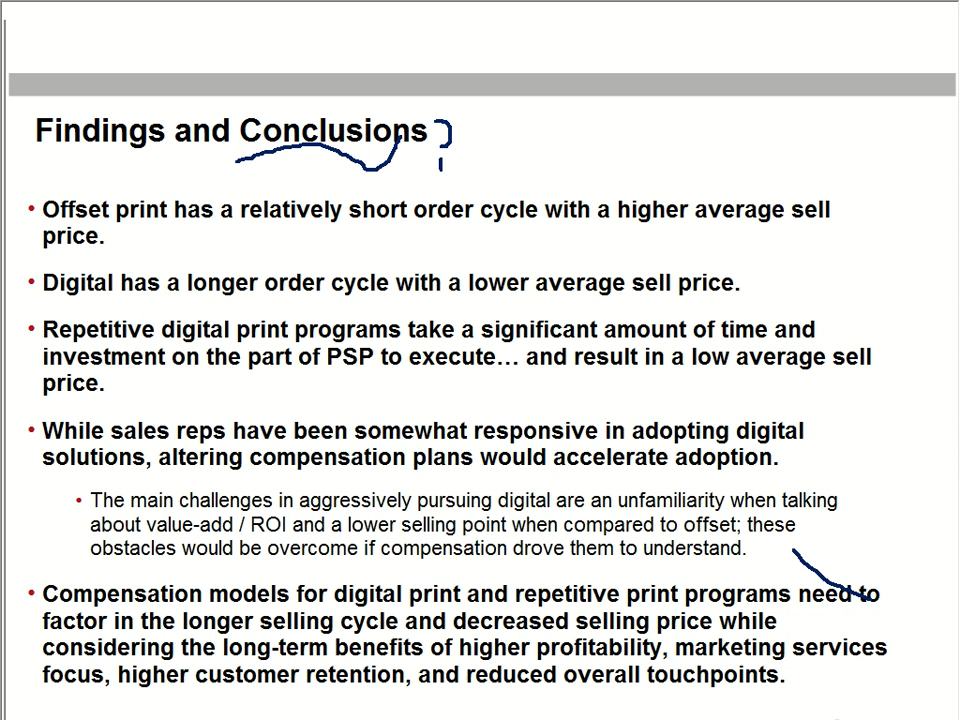 Findings and Conclusions ?
• Offset print has a relatively short order cycle with a higher average sell
price.
• Digital has a longer order cycle with a lower average sell price.
• Repetitive digital print programs take a significant amount of time and
investment on the part of PSP to execute… and result in a low average sell
price.
• While sales reps have been somewhat responsive in adopting digital
solutions, altering compensation plans would accelerate adoption.
• The main challenges in aggressively pursuing digital are an unfamiliarity when talking
about value-add / ROI and a lower selling point when compared to offset; these
obstacles would be overcome if compensation drove them to understand.
• Compensation models for digital print and repetitive print programs need to
factor in the longer selling cycle and decreased selling price while
considering the long-term benefits of higher profitability, marketing services
focus, higher customer retention, and reduced overall touchpoints.